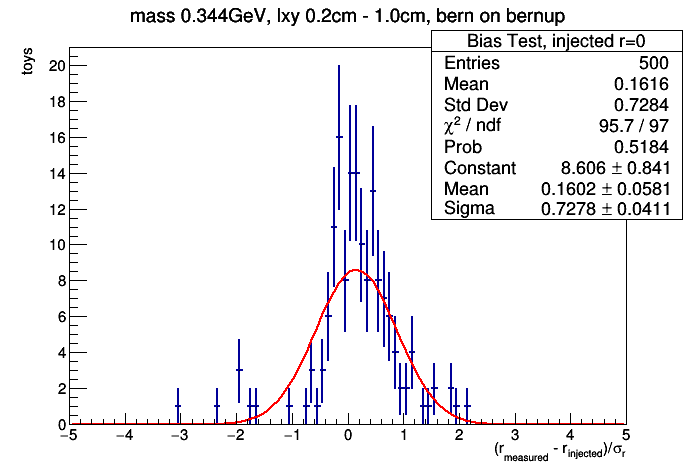 mass 0.344GeV, lxy 0.2cm - 1.0cm, bern on bernup
Bias Test, injected r=0
Entries 500
Mean 0.1616
Std Dev 0.7284
χ² / ndf 95.7 / 97
Prob 0.5184
Constant 8.606 ± 0.841
Mean 0.1602 ± 0.0581
Sigma 0.7278 ± 0.0411
toys
20
18
16
14
12
10
8
6
4
2
0
−5 −4 −3 −2 −1 0 1 2 3 4 5
(r_measured - r_injected)/σ_r